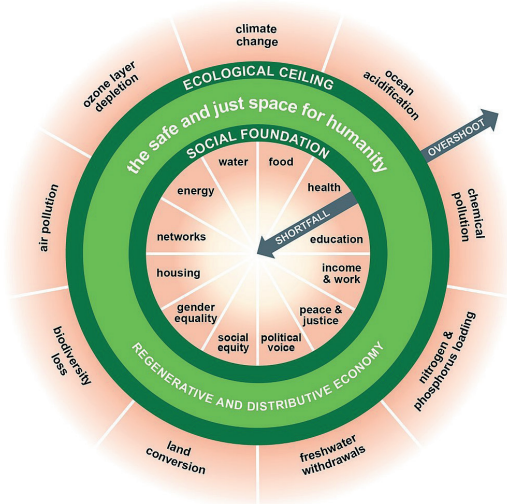 climate
change
ocean
acidification
chemical
pollution
nitrogen &
phosphorus loading
freshwater
withdrawals
land
conversion
biodiversity
loss
air pollution
ozone layer
depletion
OVERSHOOT
ECOLOGICAL CEILING
the safe and just space for humanity
SOCIAL FOUNDATION
water
food
health
SHORTFALL
education
income
& work
peace &
justice
political
voice
social
equity
gender
equality
housing
networks
energy
REGENERATIVE AND DISTRIBUTIVE ECONOMY